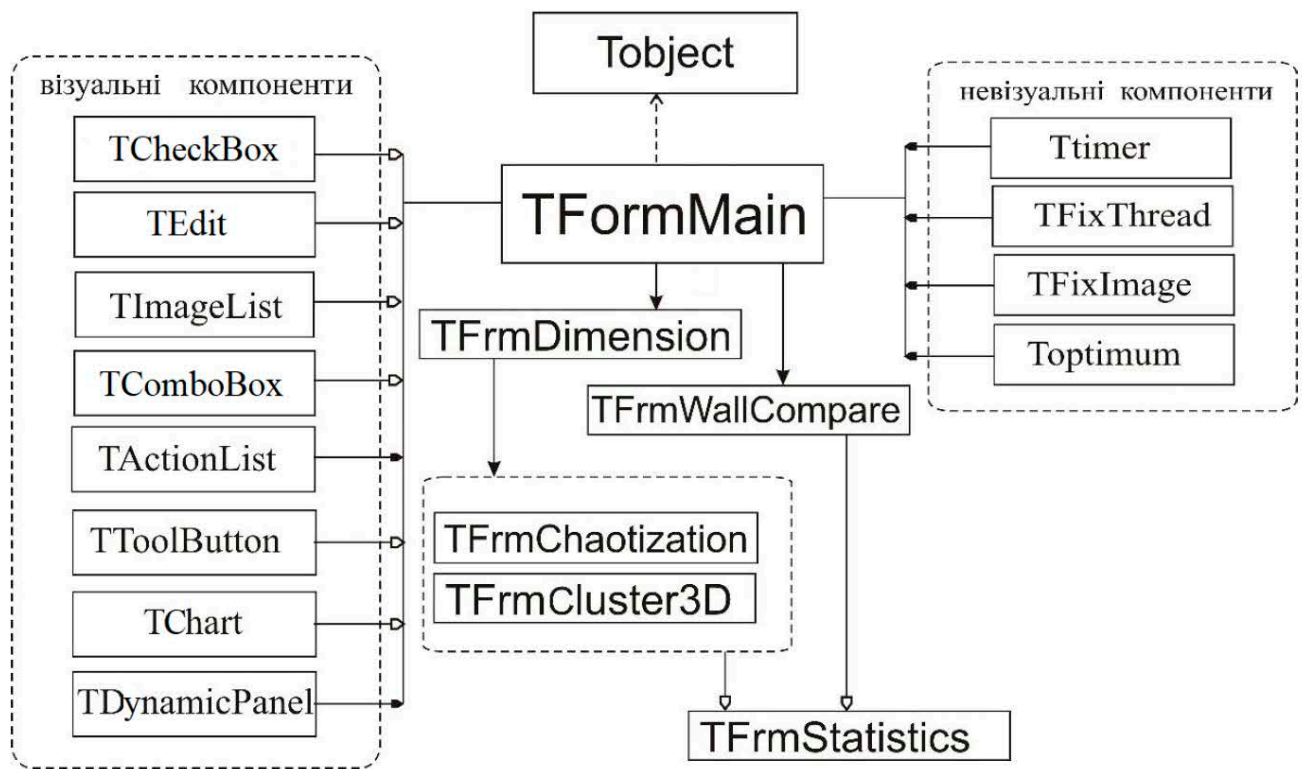 Tobject
візуальні компоненти
TCheckBox
TEdit
TImageList
TComboBox
TActionList
TToolButton
TChart
TDynamicPanel
TFormMain
TFrmDimension
TFrmWallCompare
TFrmChaotization
TFrmCluster3D
TFrmStatistics
невізуальні компоненти
Ttimer
TFixThread
TFixImage
Toptimum